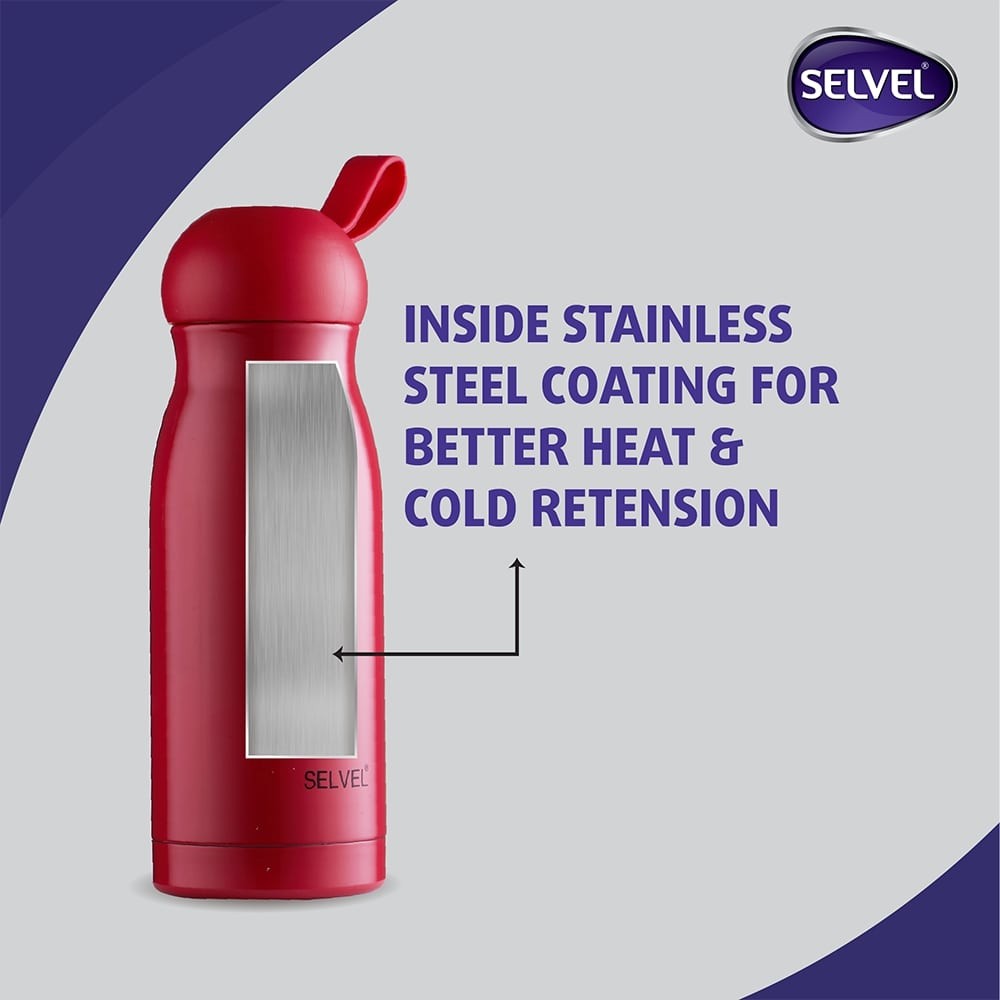 SELVEL®
INSIDE STAINLESS
STEEL COATING FOR
BETTER HEAT &
COLD RETENSION
SELVEL®